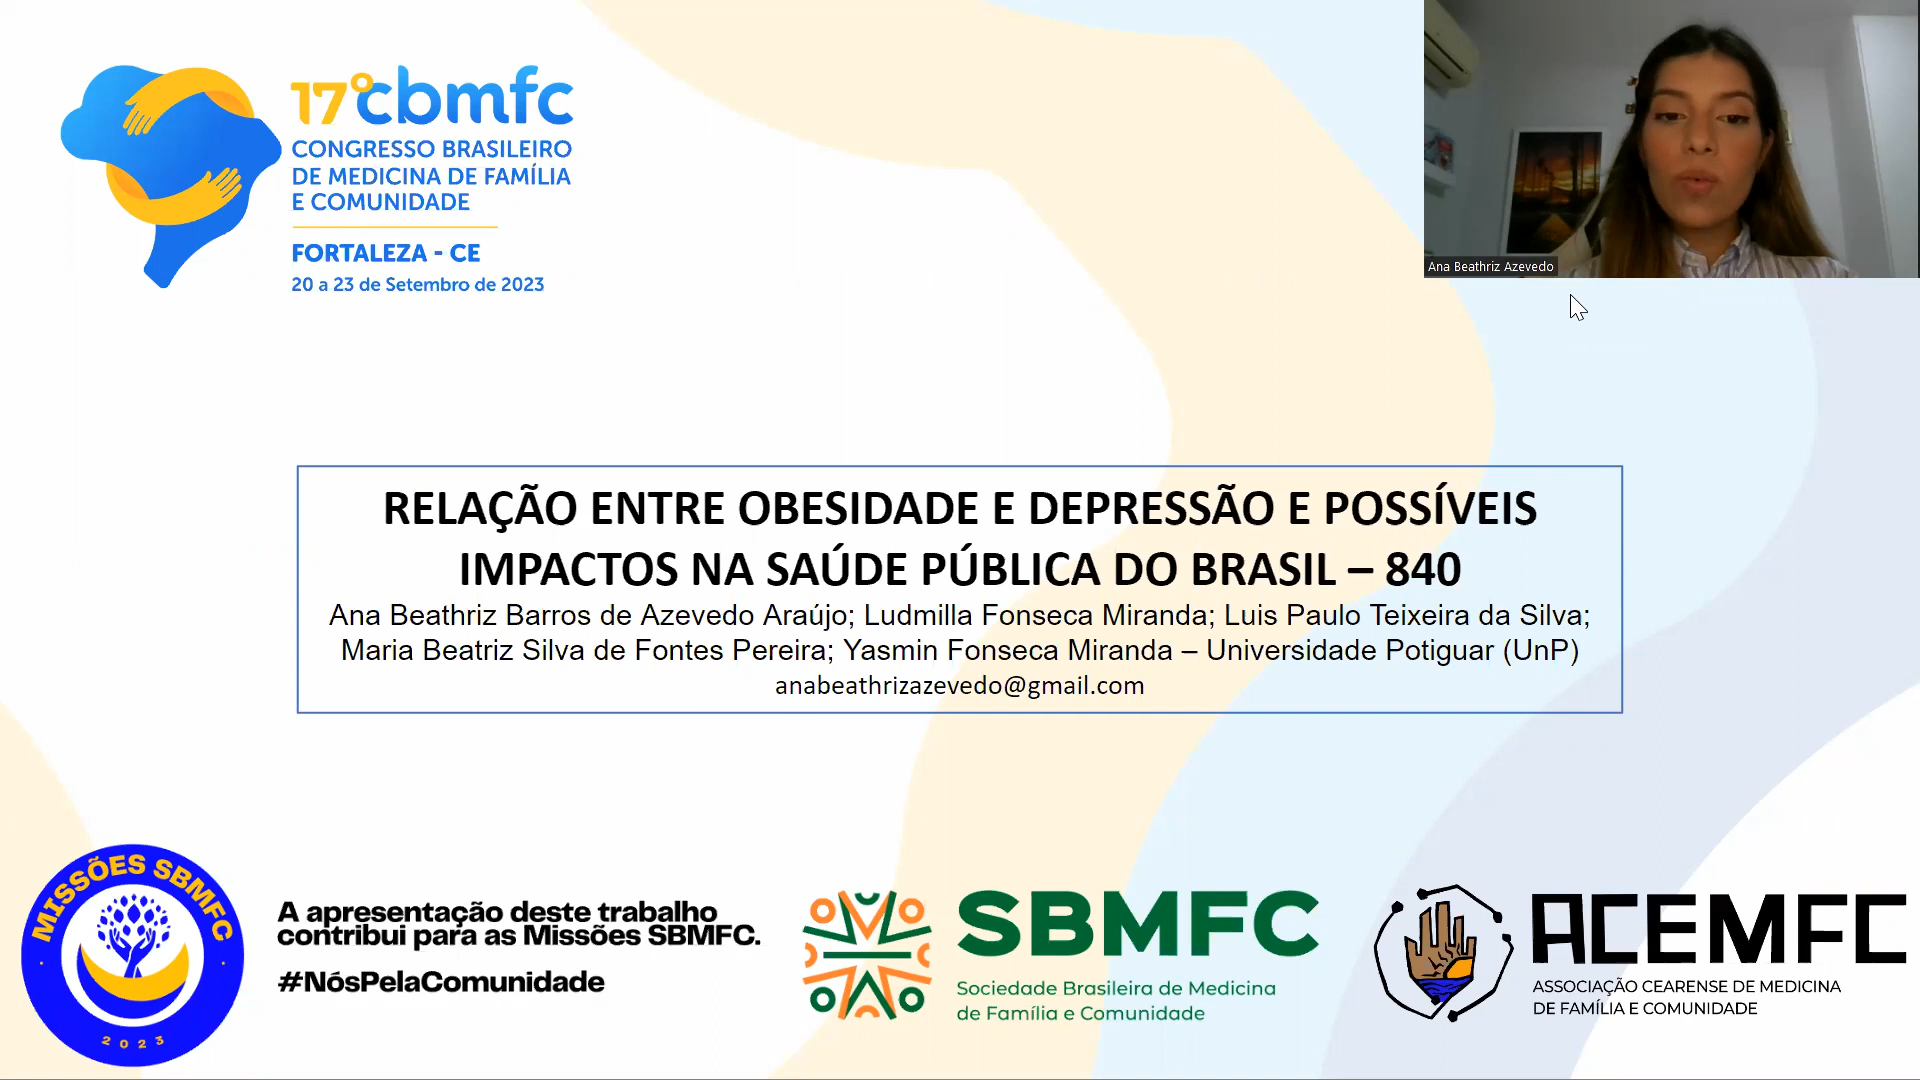 17°cbmfc
CONGRESSO BRASILEIRO
DE MEDICINA DE FAMÍLIA
E COMUNIDADE
FORTALEZA - CE
20 a 23 de Setembro de 2023
Ana Beathriz Azevedo
RELAÇÃO ENTRE OBESIDADE E DEPRESSÃO E POSSÍVEIS
IMPACTOS NA SAÚDE PÚBLICA DO BRASIL – 840
Ana Beathriz Barros de Azevedo Araújo; Ludmilla Fonseca Miranda; Luis Paulo Teixeira da Silva;
Maria Beatriz Silva de Fontes Pereira; Yasmin Fonseca Miranda – Universidade Potiguar (UnP)
anabeathrizazevedo@gmail.com
MISSÕES SBMFC
2023
A apresentação deste trabalho
contribui para as Missões SBMFC.
#NósPelaComunidade
SBMFC
Sociedade Brasileira de Medicina
de Família e Comunidade
ACEMFC
ASSOCIAÇÃO CEARENSE DE MEDICINA
DE FAMÍLIA E COMUNIDADE